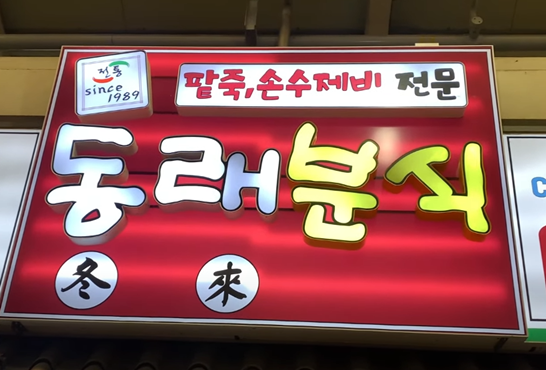 전통
since
1989
팥죽,손수제비 전문
동래분식
冬 來
C